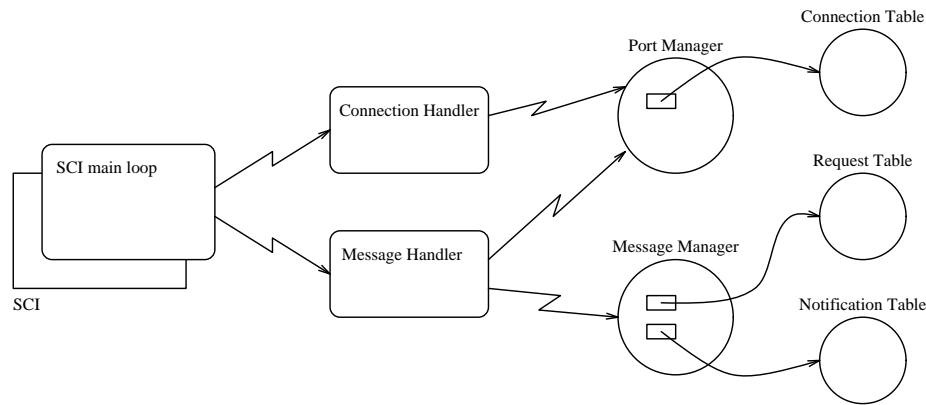 Connection Table
Port Manager
Connection Handler
SCI main loop
Request Table
Message Handler
Message Manager
SCI
Notification Table